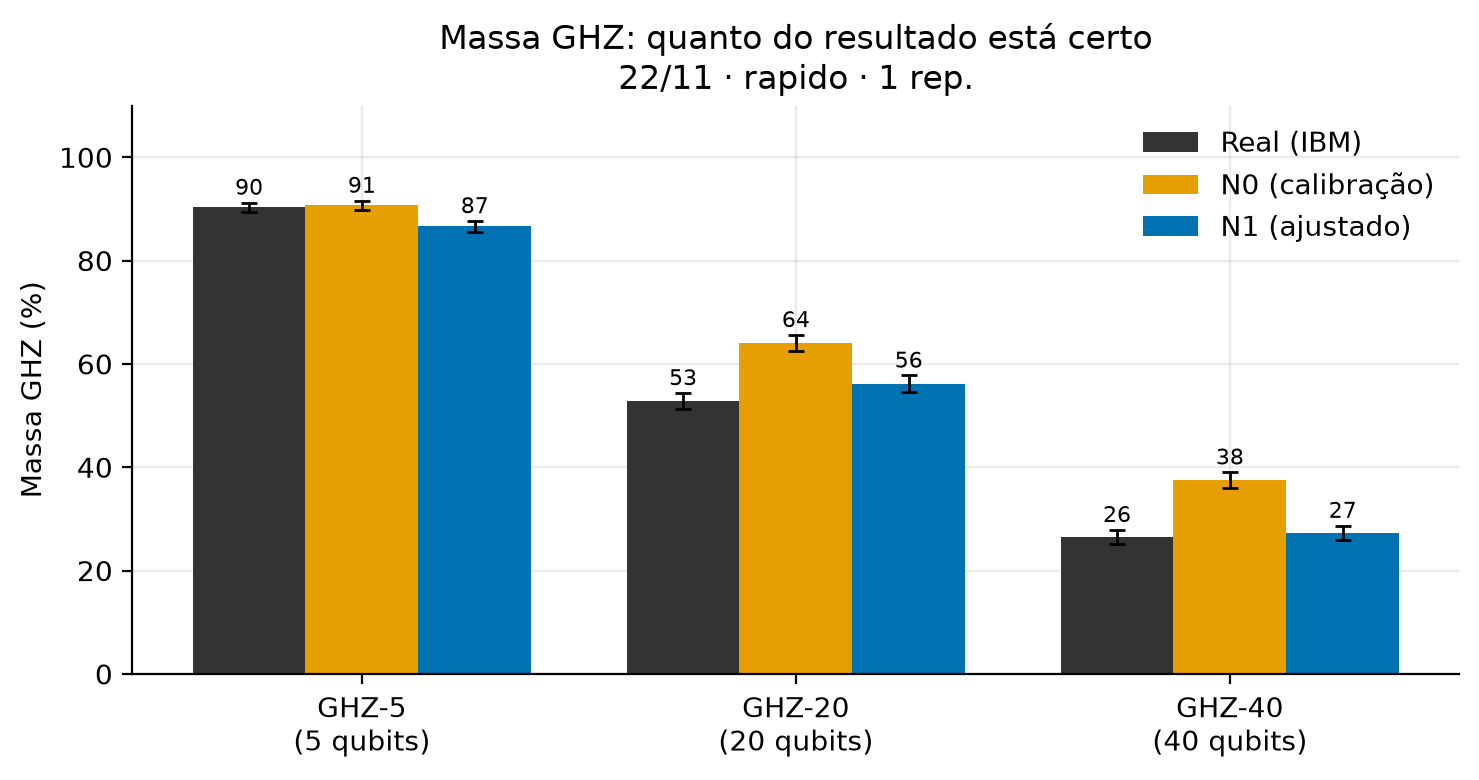 Massa GHZ: quanto do resultado está certo
22/11 · rapido · 1 rep.
Massa GHZ (%)
100
80
60
40
20
0
Real (IBM)
N0 (calibração)
N1 (ajustado)
90
91
87
53
64
56
26
38
27
GHZ-5
(5 qubits)
GHZ-20
(20 qubits)
GHZ-40
(40 qubits)